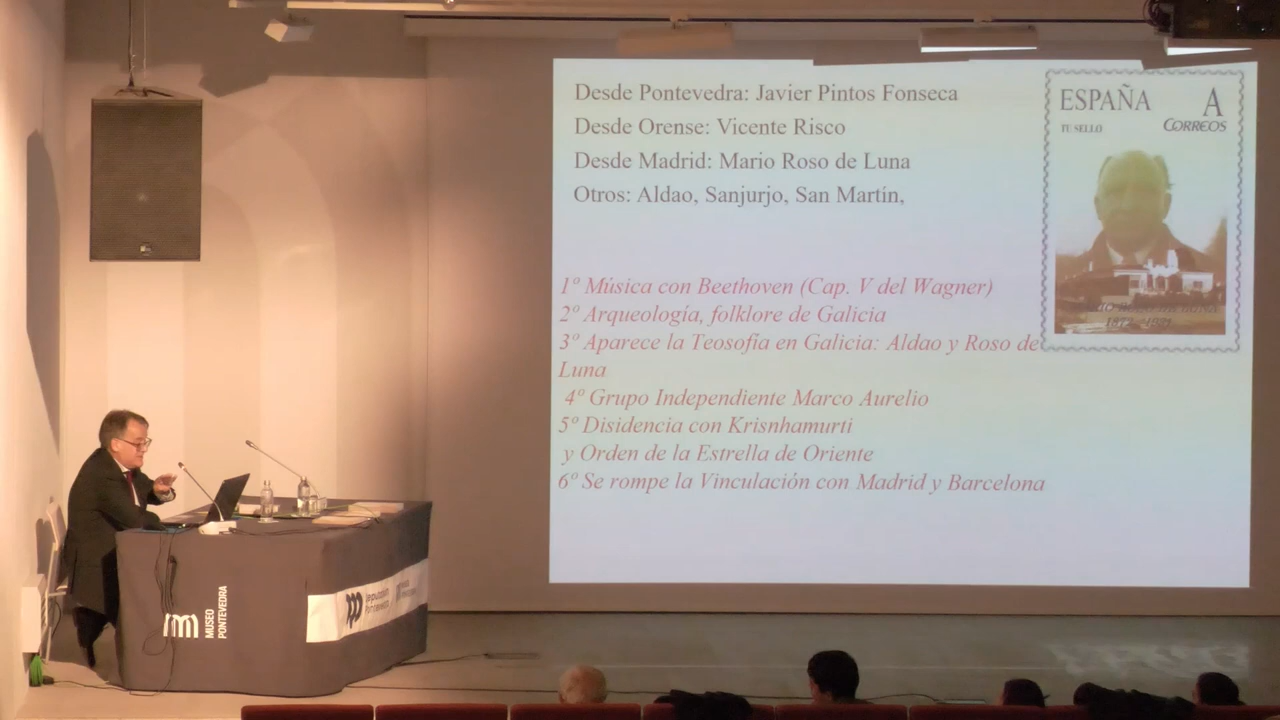 Desde Pontevedra: Javier Pintos Fonseca
Desde Orense: Vicente Risco
Desde Madrid: Mario Roso de Luna
Otros: Aldao, Sanjurjo, San Martín,
ESPAÑA A
TU SELLO CORREOS
1º Música con Beethoven (Cap. V del Wagner)
2º Arqueología, folklore de Galicia
3º Aparece la Teosofía en Galicia: Aldao y Roso de
Luna
4º Grupo Independiente Marco Aurelio
5º Disidencia con Krisnhamurti
y Orden de la Estrella de Oriente
6º Se rompe la Vinculación con Madrid y Barcelona
MUSEO
PONTEVEDRA